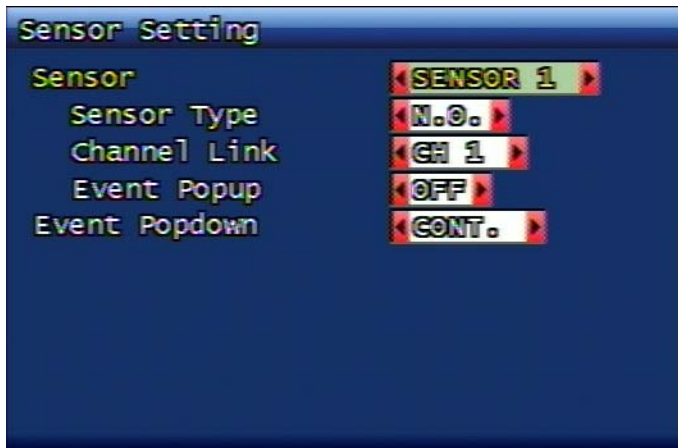 Sensor Setting
Sensor SENSOR 1
Sensor Type N.O.
Channel Link CH 1
Event Popup OFF
Event Popdown CONT.